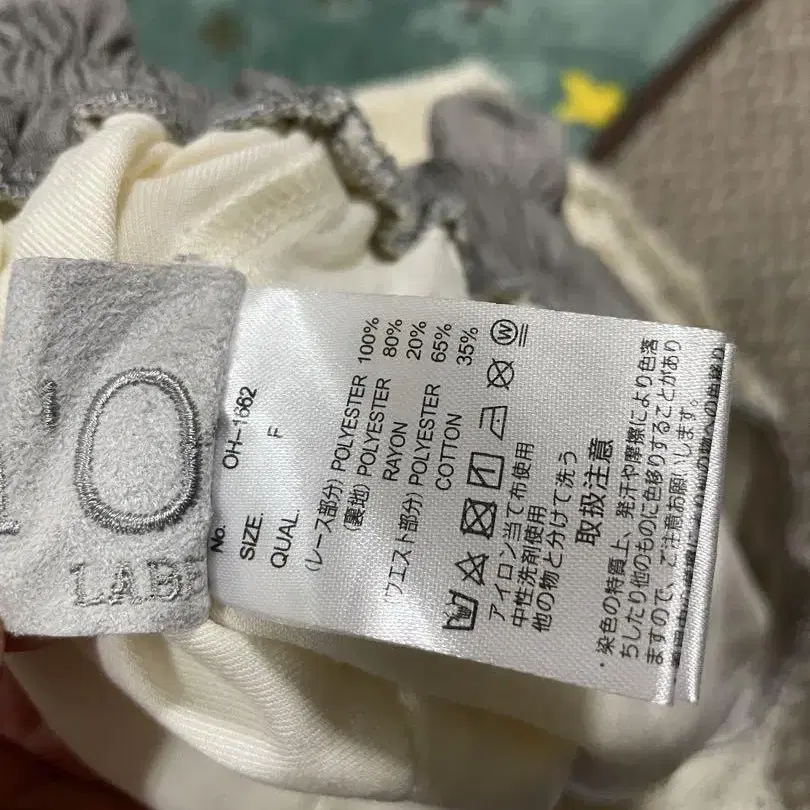 'O
LABE
No. OH-1662
SIZE. F
QUAL.
(レース部分) POLYESTER 100%
(裏地) POLYESTER 80%
RAYON 20%
(ウエスト部分) POLYESTER 65%
COTTON 35%
W
アイロン当て布使用
中性洗剤使用
他の物と分けて洗う
取扱注意
・染色の特質上、発汗や摩擦により色落
ちしたり他のものに色移りすることがあり
ますので、ご注意お願いします。